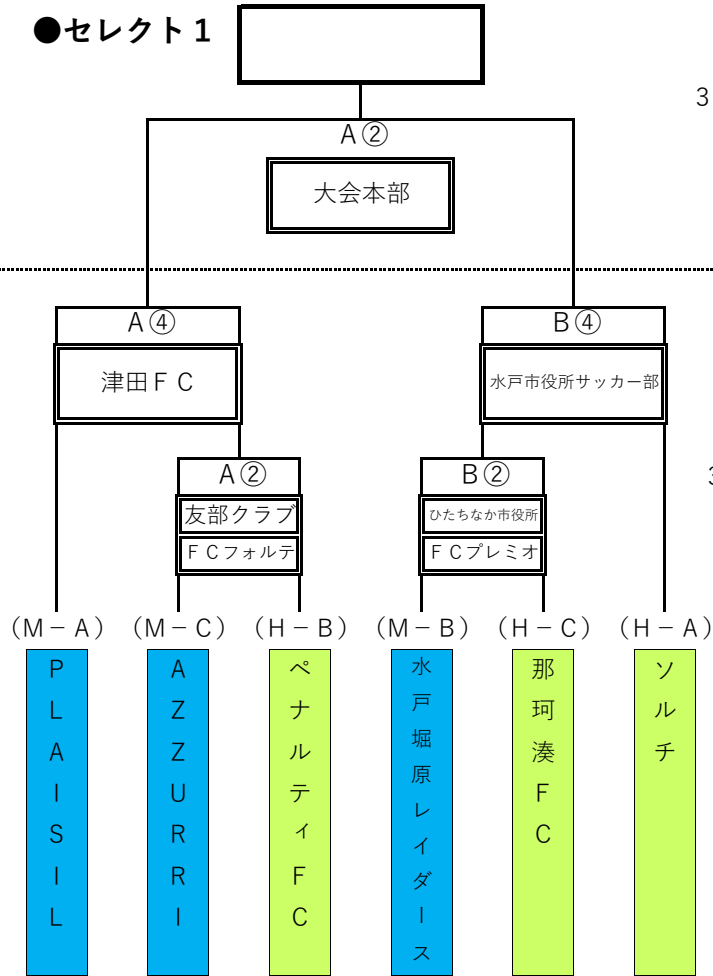 ●セレクト１
3
A②
大会本部
A④
B④
津田ＦＣ
水戸市役所サッカー部
A②
B②
3
友部クラブ
ひたちなか市役所
ＦＣフォルテ
ＦＣプレミオ
（M－A）
（M－C）
（H－B）
（M－B）
（H－C）
（H－A）
PLAISIL
AZZURRI
ペナルティFC
水戸堀原レイダース
那珂湊FC
ソルチ